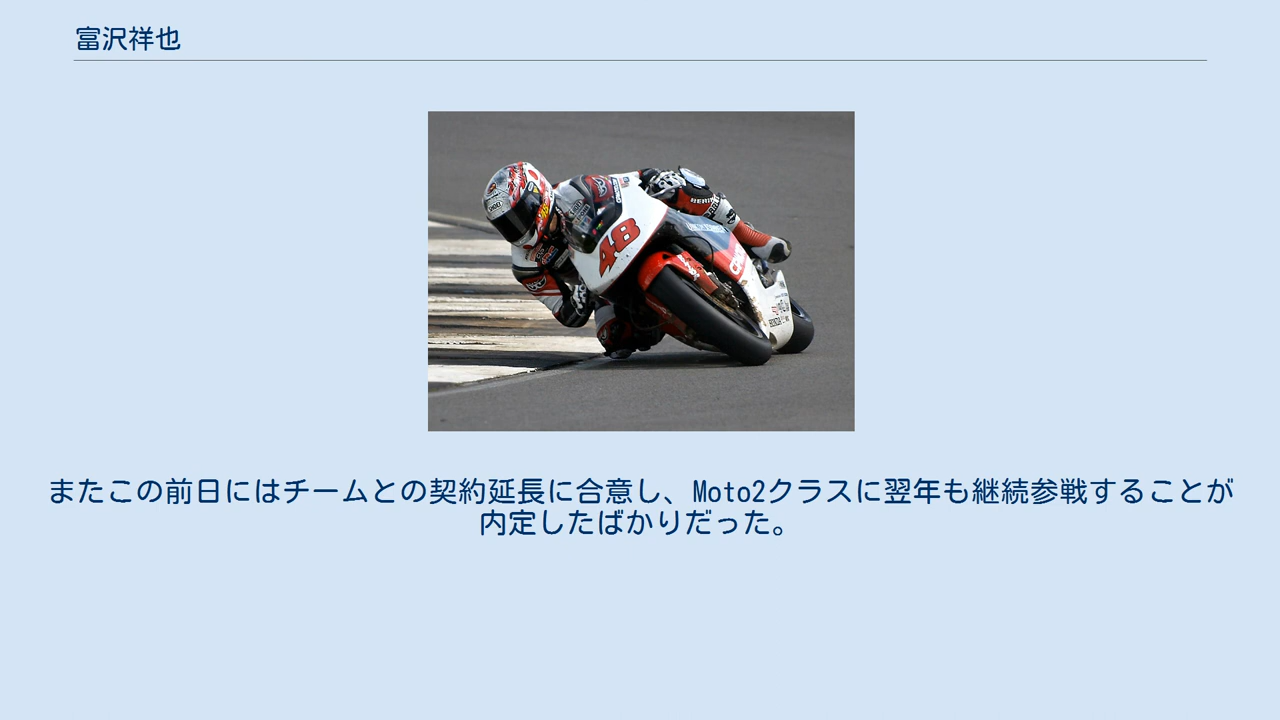 富沢祥也
48
またこの前日にはチームとの契約延長に合意し、Moto2クラスに翌年も継続参戦することが
内定したばかりだった。